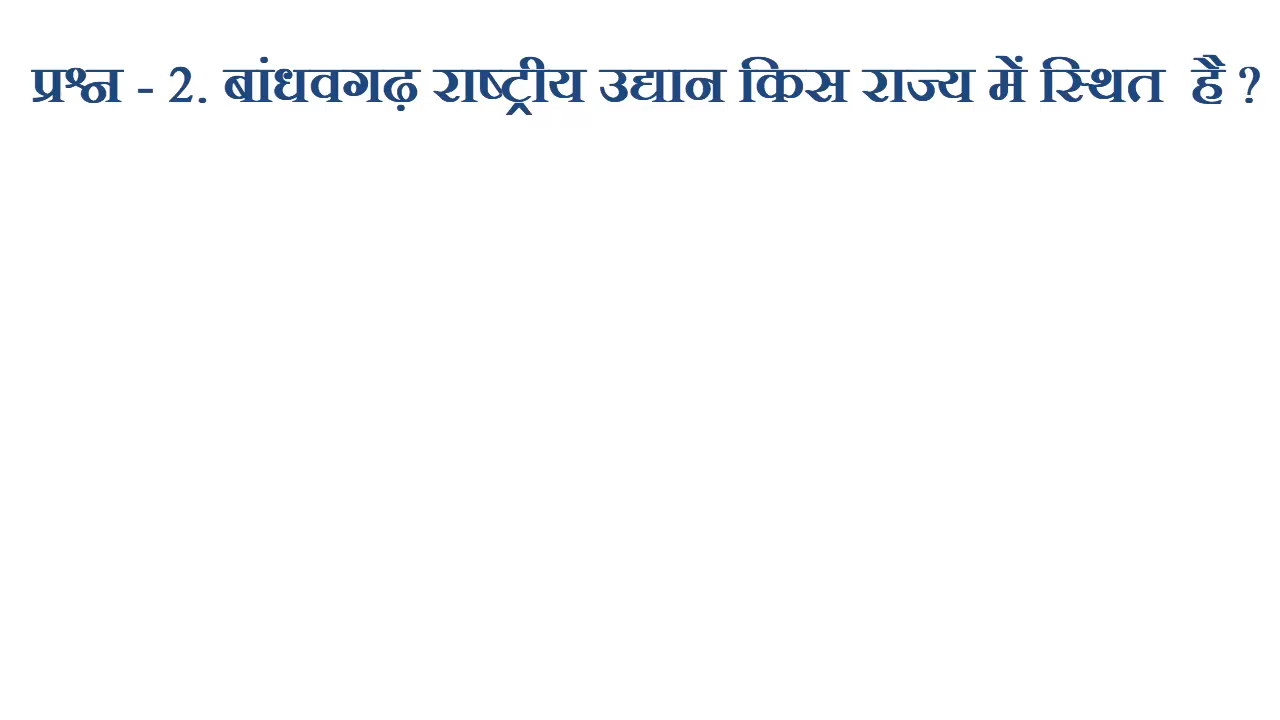 प्रश्न - 2. बांधवगढ़ राष्ट्रीय उद्यान किस राज्य में स्थित है ?